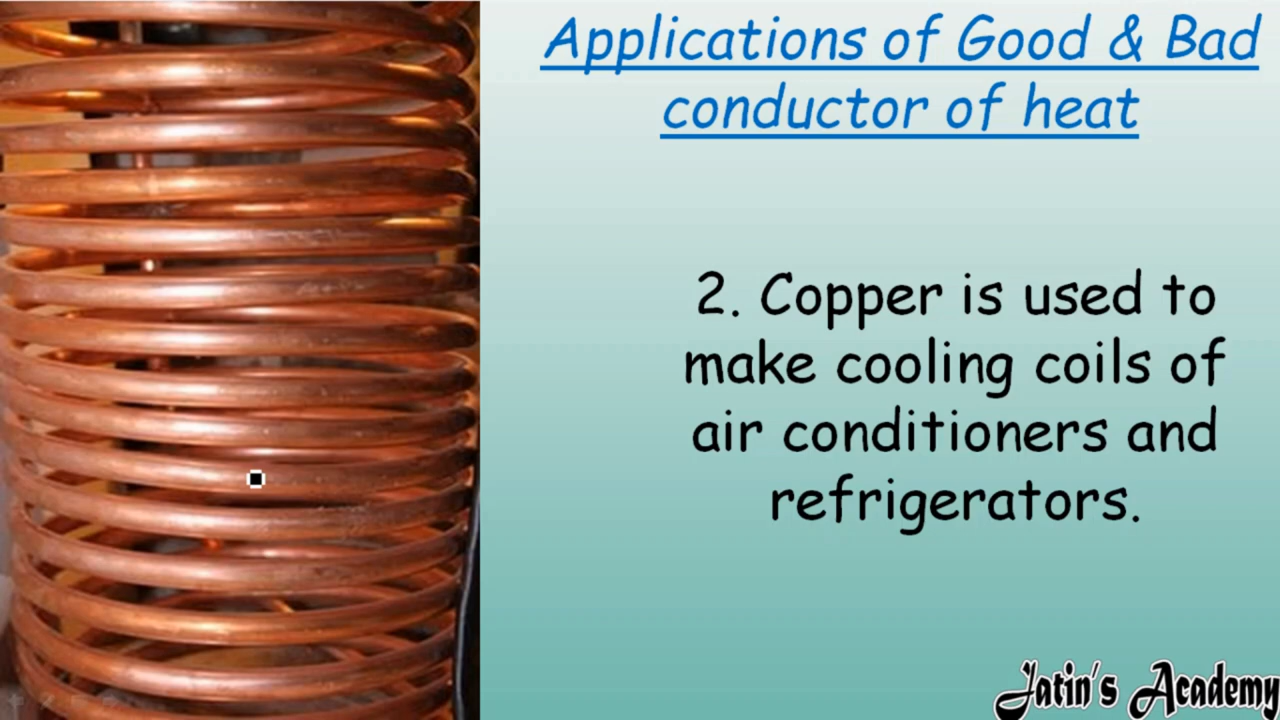 Applications of Good & Bad
conductor of heat
2. Copper is used to
make cooling coils of
air conditioners and
refrigerators.
Jatin's Academy